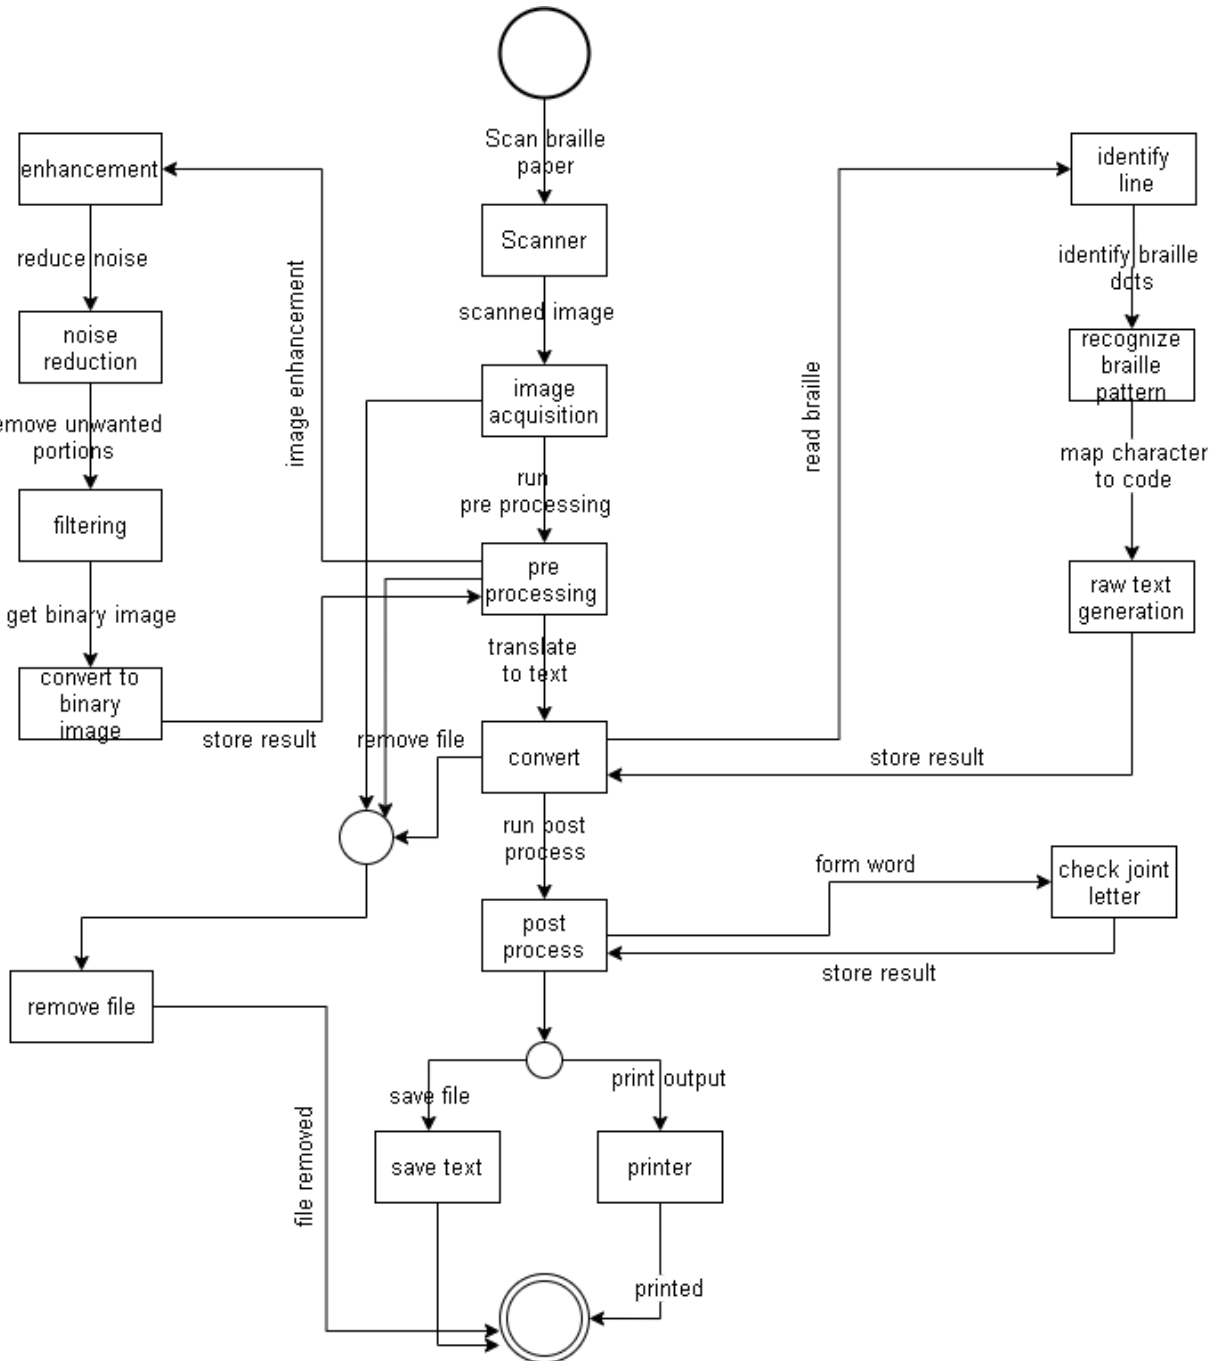 Scan braille
paper
enhancement
identify
line
Scanner
reduce noise
identify braille
dots
scanned image
noise
reduction
image enhancement
read braille
recognize
braille
pattern
image
acquisition
emove unwanted
portions
map character
to code
run
pre processing
filtering
pre
processing
raw text
generation
get binary image
translate
to text
convert to
binary
image
store result
remove file
convert
store result
run post
process
form word
check joint
letter
post
process
store result
remove file
print output
save file
file removed
save text
printer
printed